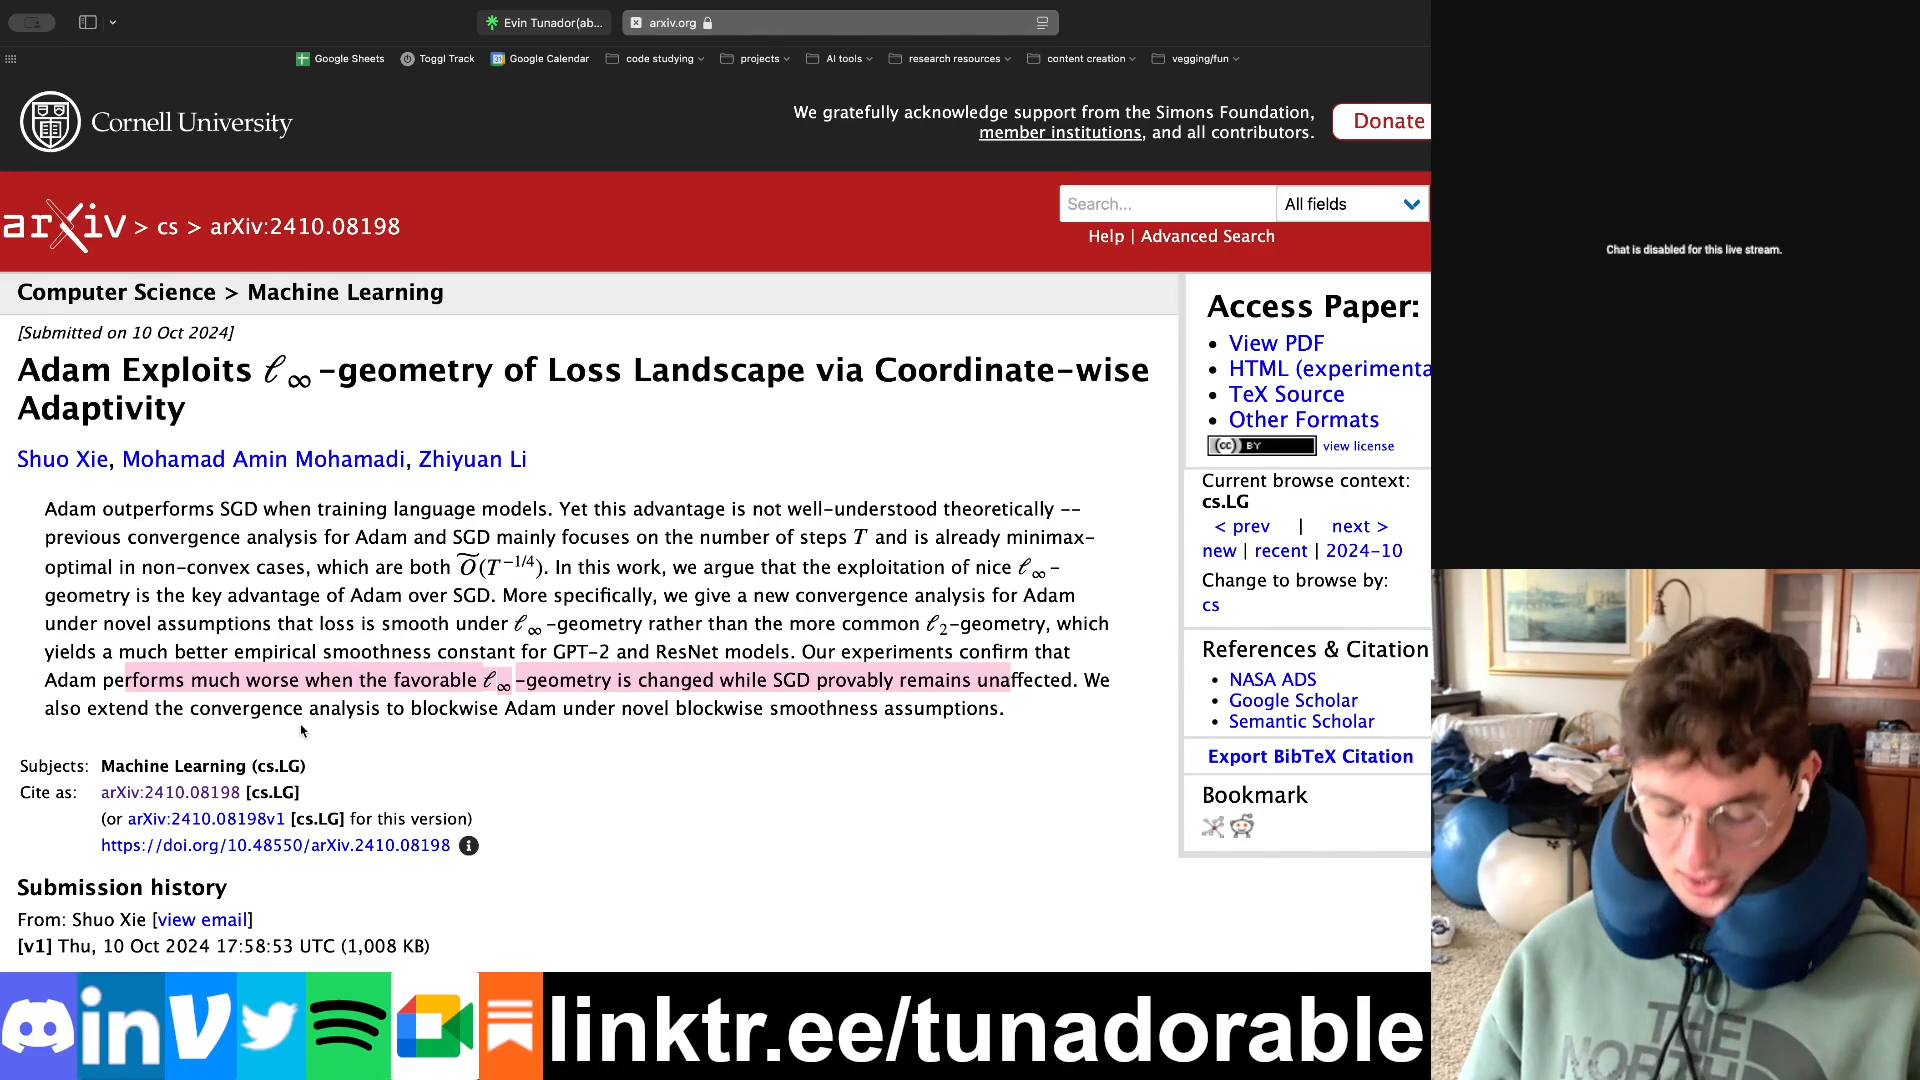 Evin Tunador(ab...
arxiv.org
Google Sheets
Toggl Track
Google Calendar
code studying
projects
AI tools
research resources
content creation
vegging/fun
Cornell University
We gratefully acknowledge support from the Simons Foundation,
member institutions, and all contributors.
Donate
arXiv > cs > arXiv:2410.08198
Search...
All fields
Help | Advanced Search
Computer Science > Machine Learning
[Submitted on 10 Oct 2024]
Adam Exploits ℓ∞-geometry of Loss Landscape via Coordinate-wise
Adaptivity
Shuo Xie, Mohamad Amin Mohamadi, Zhiyuan Li
Adam outperforms SGD when training language models. Yet this advantage is not well-understood theoretically --
previous convergence analysis for Adam and SGD mainly focuses on the number of steps T and is already minimax-
optimal in non-convex cases, which are both Õ(T^{-1/4}). In this work, we argue that the exploitation of nice ℓ∞-
geometry is the key advantage of Adam over SGD. More specifically, we give a new convergence analysis for Adam
under novel assumptions that loss is smooth under ℓ∞-geometry rather than the more common ℓ2-geometry, which
yields a much better empirical smoothness constant for GPT-2 and ResNet models. Our experiments confirm that
Adam performs much worse when the favorable ℓ∞-geometry is changed while SGD provably remains unaffected. We
also extend the convergence analysis to blockwise Adam under novel blockwise smoothness assumptions.
Subjects: Machine Learning (cs.LG)
Cite as: arXiv:2410.08198 [cs.LG]
(or arXiv:2410.08198v1 [cs.LG] for this version)
https://doi.org/10.48550/arXiv.2410.08198
Submission history
From: Shuo Xie [view email]
[v1] Thu, 10 Oct 2024 17:58:53 UTC (1,008 KB)
Access Paper:
View PDF
HTML (experimenta
TeX Source
Other Formats
(cc) BY view license
Current browse context:
cs.LG
< prev | next >
new | recent | 2024-10
Change to browse by:
cs
References & Citation
NASA ADS
Google Scholar
Semantic Scholar
Export BibTeX Citation
Bookmark
Chat is disabled for this live stream.
THE
NORTH
in
linktr.ee/tunadorable